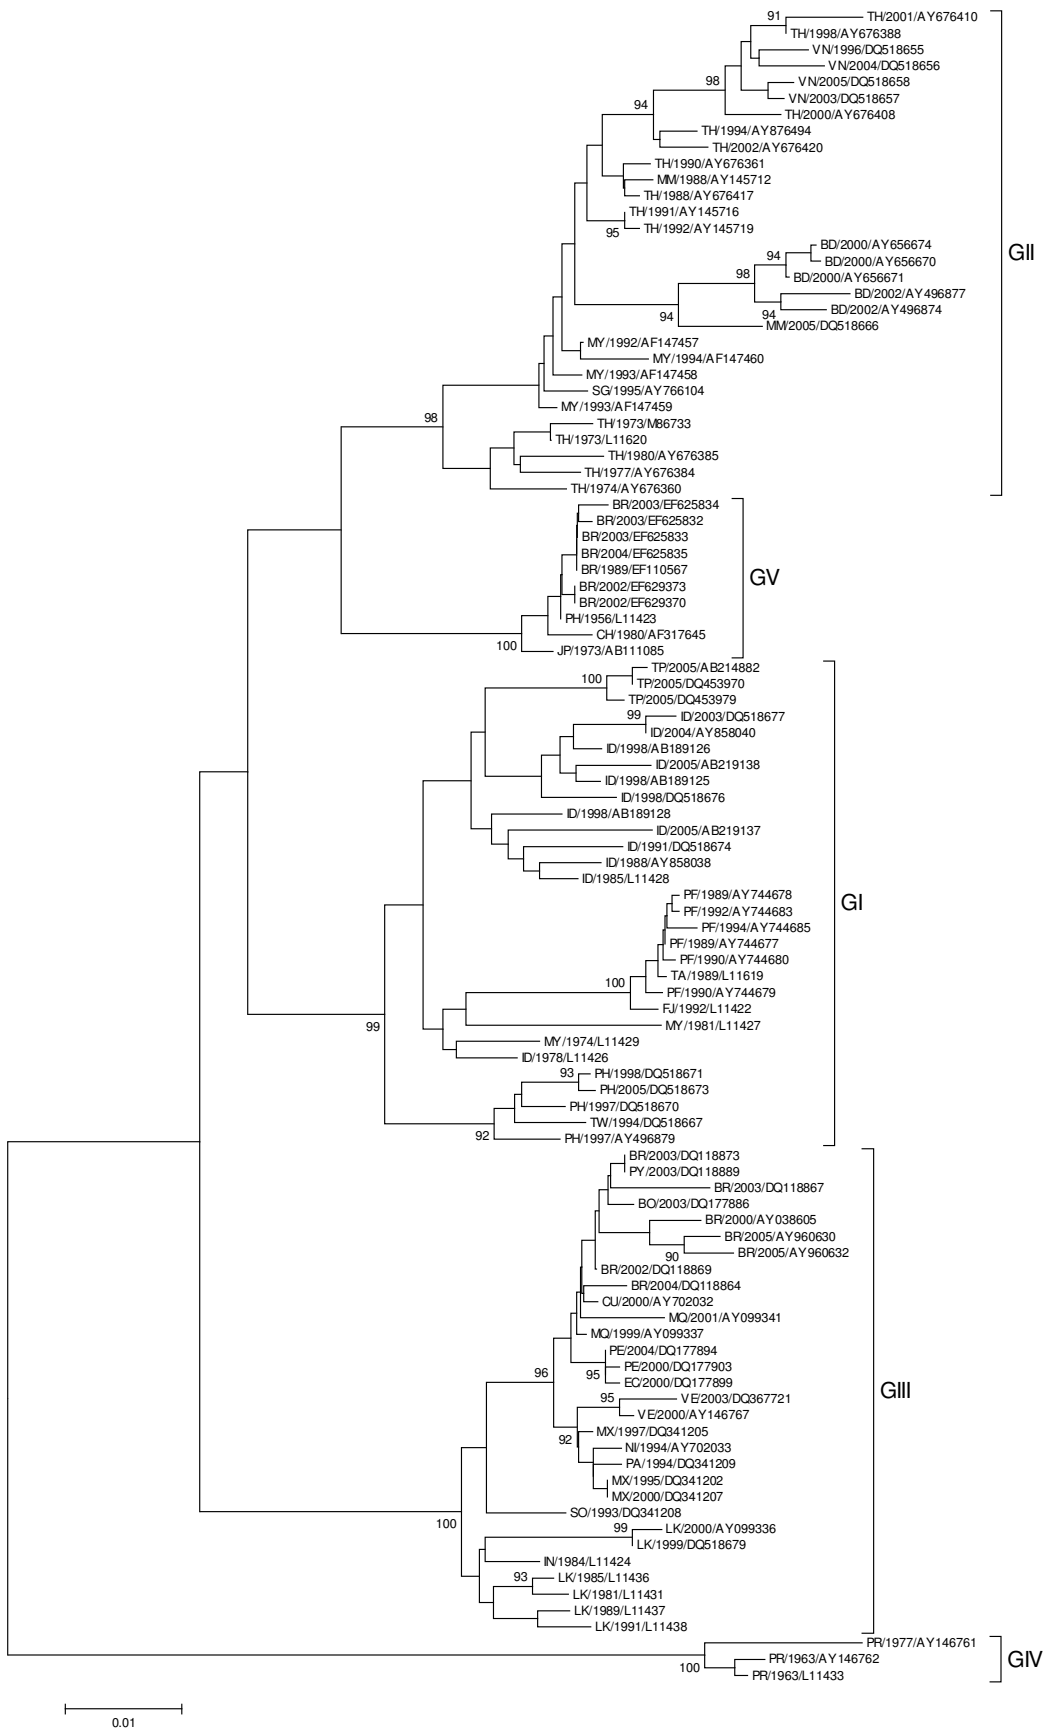 91
TH/2001/AY676410
TH/1998/AY676388
VN/1996/DQ518655
VN/2004/DQ518656
98
VN/2005/DQ518658
VN/2003/DQ518657
94
TH/2000/AY676408
TH/1994/AY876494
TH/2002/AY676420
TH/1990/AY676361
MM/1988/AY145712
TH/1988/AY676417
TH/1991/AY145716
95
TH/1992/AY145719
BD/2000/AY656674
94
BD/2000/AY656670
GII
98
BD/2000/AY656671
BD/2002/AY496877
94
94
BD/2002/AY496874
MM/2005/DQ518666
MY/1992/AF147457
MY/1994/AF147460
MY/1993/AF147458
SG/1995/AY766104
MY/1993/AF147459
98
TH/1973/M86733
TH/1973/L11620
TH/1980/AY676385
TH/1977/AY676384
TH/1974/AY676360
BR/2003/EF625834
BR/2003/EF625832
BR/2003/EF625833
BR/2004/EF625835
BR/1989/EF110567
GV
BR/2002/EF629373
BR/2002/EF629370
PH/1956/L11423
CH/1980/AF317645
100
JP/1973/AB111085
TP/2005/AB214882
100
TP/2005/DQ453970
TP/2005/DQ453979
99
ID/2003/DQ518677
ID/2004/AY858040
ID/1998/AB189126
ID/2005/AB219138
ID/1998/AB189125
ID/1998/DQ518676
ID/1998/AB189128
ID/2005/AB219137
ID/1991/DQ518674
ID/1988/AY858038
ID/1985/L11428
PF/1989/AY744678
GI
PF/1992/AY744683
PF/1994/AY744685
PF/1989/AY744677
PF/1990/AY744680
TA/1989/L11619
100
PF/1990/AY744679
FJ/1992/L11422
99
MY/1981/L11427
MY/1974/L11429
ID/1978/L11426
93
PH/1998/DQ518671
PH/2005/DQ518673
PH/1997/DQ518670
TW/1994/DQ518667
92
PH/1997/AY496879
BR/2003/DQ118873
PY/2003/DQ118889
BR/2003/DQ118867
BO/2003/DQ177886
BR/2000/AY038605
BR/2005/AY960630
90
BR/2005/AY960632
BR/2002/DQ118869
BR/2004/DQ118864
CU/2000/AY702032
MQ/2001/AY099341
MQ/1999/AY099337
PE/2004/DQ177894
96
95
PE/2000/DQ177903
EC/2000/DQ177899
GIII
95
VE/2003/DQ367721
VE/2000/AY146767
92
MX/1997/DQ341205
NI/1994/AY702033
PA/1994/DQ341209
MX/1995/DQ341202
MX/2000/DQ341207
SO/1993/DQ341208
100
99
LK/2000/AY099336
LK/1999/DQ518679
IN/1984/L11424
93
LK/1985/L11436
LK/1981/L11431
LK/1989/L11437
LK/1991/L11438
PR/1977/AY146761
PR/1963/AY146762
GIV
100
PR/1963/L11433
0.01